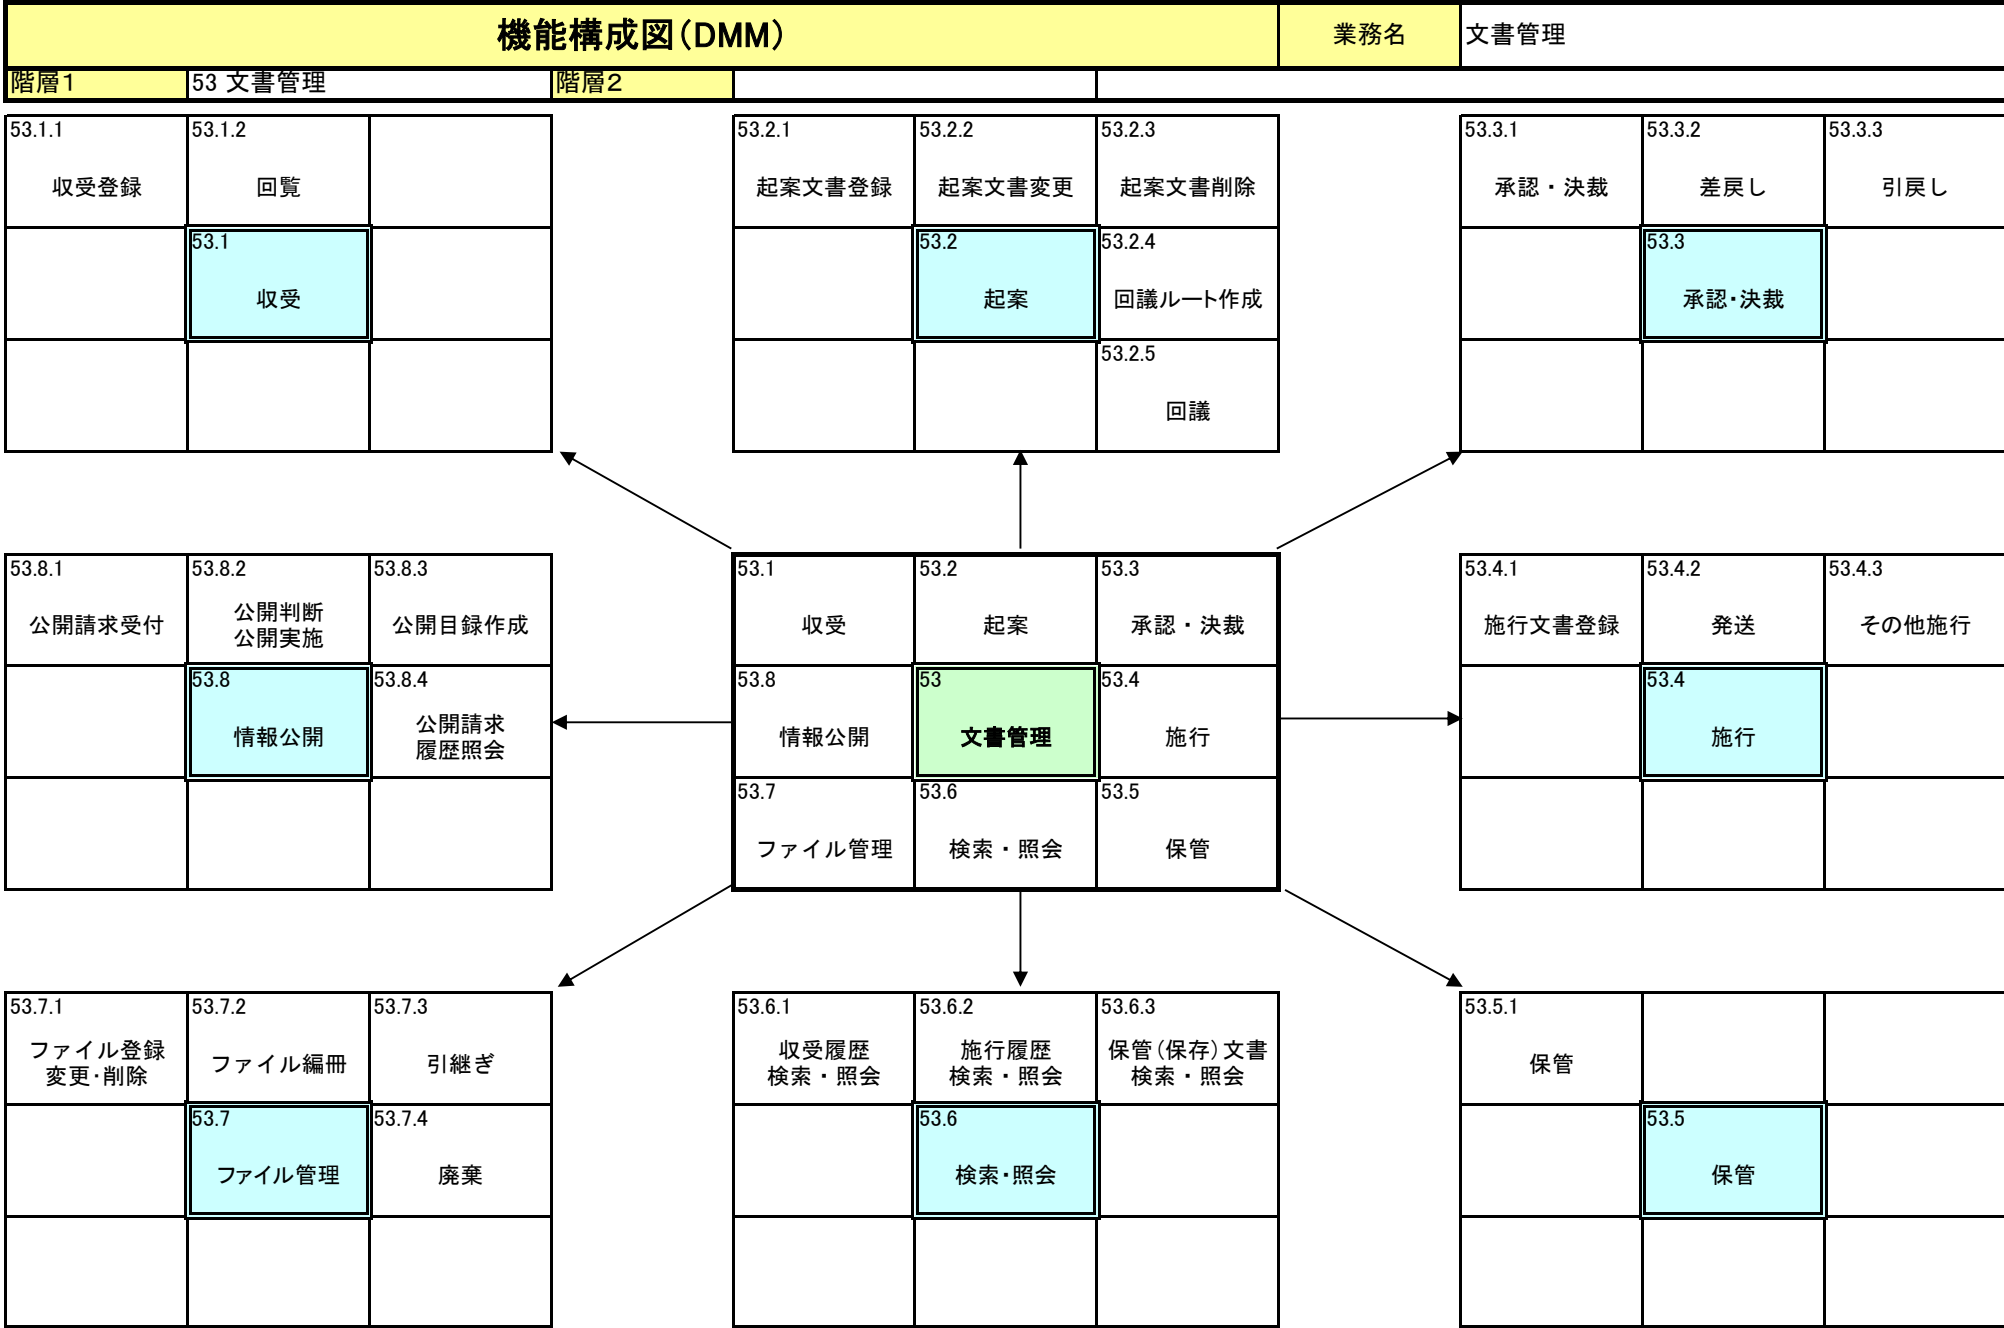 機能構成図(DMM)
業務名
文書管理
階層1
53 文書管理
階層2
53.1.1
収受登録
53.1.2
回覧
53.1
収受
53.2.1
起案文書登録
53.2.2
起案文書変更
53.2.3
起案文書削除
53.2
起案
53.2.4
回議ルート作成
53.2.5
回議
53.3.1
承認・決裁
53.3.2
差戻し
53.3.3
引戻し
53.3
承認・決裁
53.8.1
公開請求受付
53.8.2
公開判断
公開実施
53.8.3
公開目録作成
53.8
情報公開
53.8.4
公開請求
履歴照会
53.1
収受
53.2
起案
53.3
承認・決裁
53.8
情報公開
53
文書管理
53.4
施行
53.7
ファイル管理
53.6
検索・照会
53.5
保管
53.4.1
施行文書登録
53.4.2
発送
53.4.3
その他施行
53.4
施行
53.7.1
ファイル登録
変更・削除
53.7.2
ファイル編冊
53.7.3
引継ぎ
53.7
ファイル管理
53.7.4
廃棄
53.6.1
収受履歴
検索・照会
53.6.2
施行履歴
検索・照会
53.6.3
保管(保存)文書
検索・照会
53.6
検索・照会
53.5.1
保管
53.5
保管